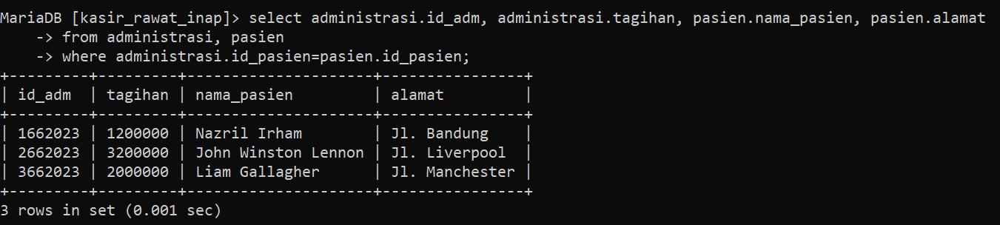 MariaDB [kasir_rawat_inap]> select administrasi.id_adm, administrasi.tagihan, pasien.nama_pasien, pasien.alamat
    -> from administrasi, pasien
    -> where administrasi.id_pasien=pasien.id_pasien;
+---------+---------+---------------------+----------------+
| id_adm  | tagihan | nama_pasien         | alamat         |
+---------+---------+---------------------+----------------+
| 1662023 | 1200000 | Nazril Irham        | Jl. Bandung    |
| 2662023 | 3200000 | John Winston Lennon | Jl. Liverpool  |
| 3662023 | 2000000 | Liam Gallagher      | Jl. Manchester |
+---------+---------+---------------------+----------------+
3 rows in set (0.001 sec)